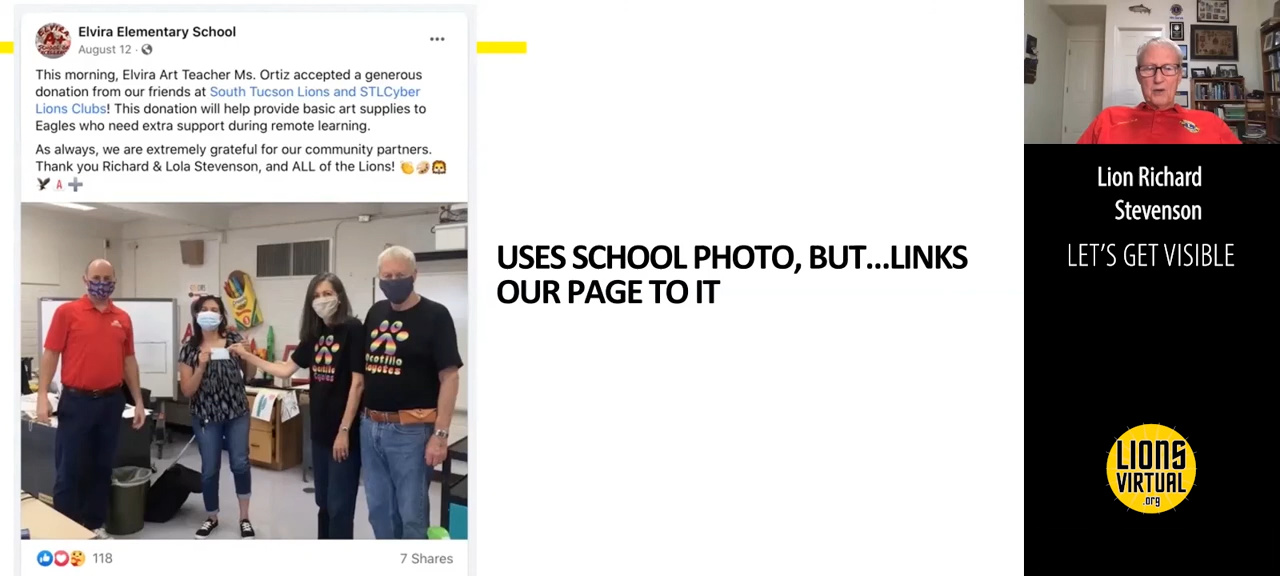 Elvira Elementary School
August 12 ·
This morning, Elvira Art Teacher Ms. Ortiz accepted a generous
donation from our friends at South Tucson Lions and STLCyber
Lions Clubs! This donation will help provide basic art supplies to
Eagles who need extra support during remote learning.
As always, we are extremely grateful for our community partners.
Thank you Richard & Lola Stevenson, and ALL of the Lions!
A
118
7 Shares
USES SCHOOL PHOTO, BUT...LINKS
OUR PAGE TO IT
Lion Richard
Stevenson
LET'S GET VISIBLE
LIONS
VIRTUAL
.org